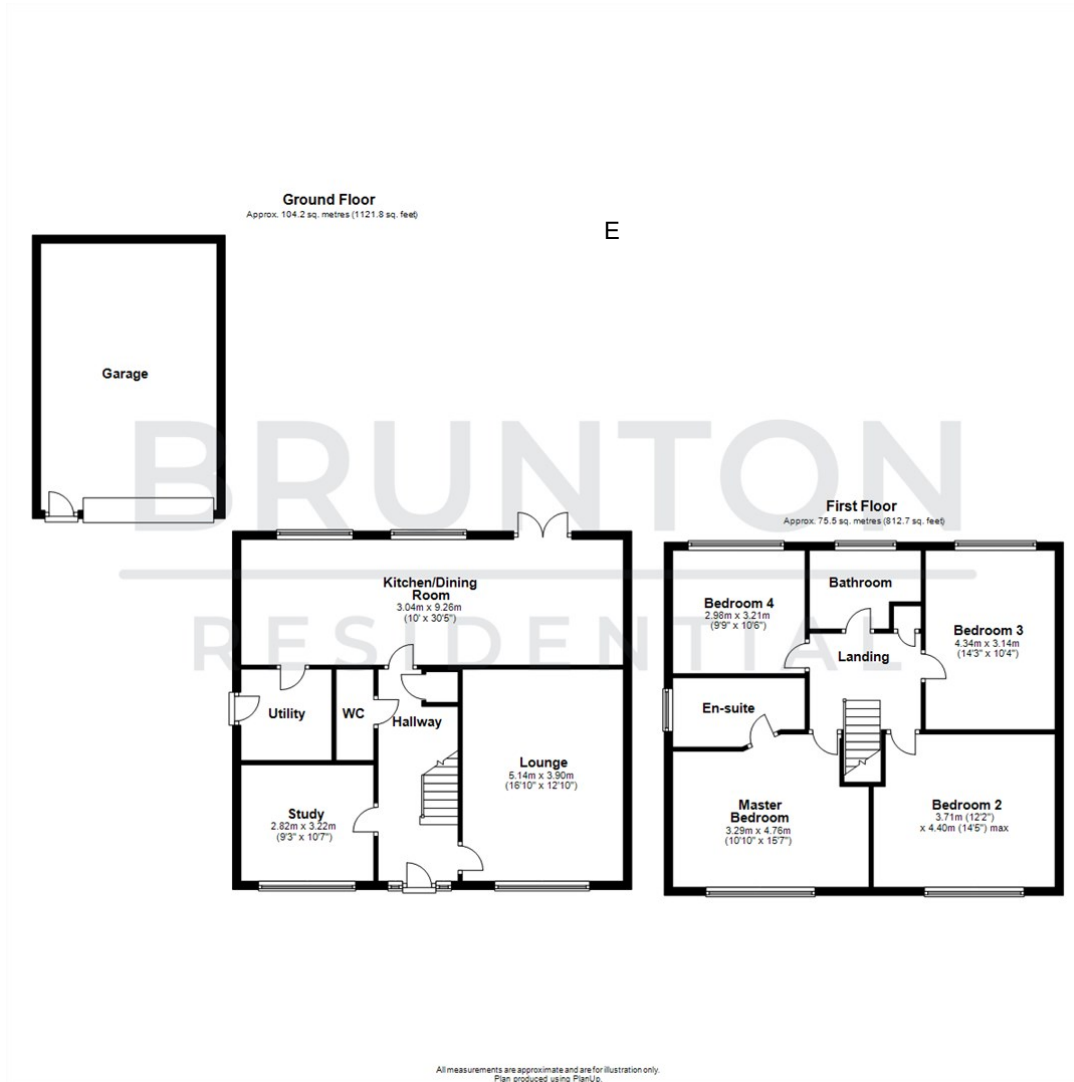 Ground Floor
Approx. 104.2 sq. metres (1121.8 sq. feet)
E
Garage
BRUNTON
RESIDENTIAL
Kitchen/Dining
Room
3.04m x 9.26m
(10' x 30'5")
Utility
WC
Hallway
Lounge
5.14m x 3.90m
(16'10" x 12'10")
Study
2.82m x 3.22m
(9'3" x 10'7")
First Floor
Approx. 75.5 sq. metres (812.7 sq. feet)
Bathroom
Bedroom 4
2.98m x 3.21m
(9'9" x 10'6")
Bedroom 3
4.34m x 3.14m
(14'3" x 10'4")
Landing
En-suite
Master
Bedroom
3.29m x 4.76m
(10'10" x 15'7")
Bedroom 2
3.71m (12'2")
x 4.40m (14'5") max
All measurements are approximate and are for illustration only.
Plan produced using PlanUp.